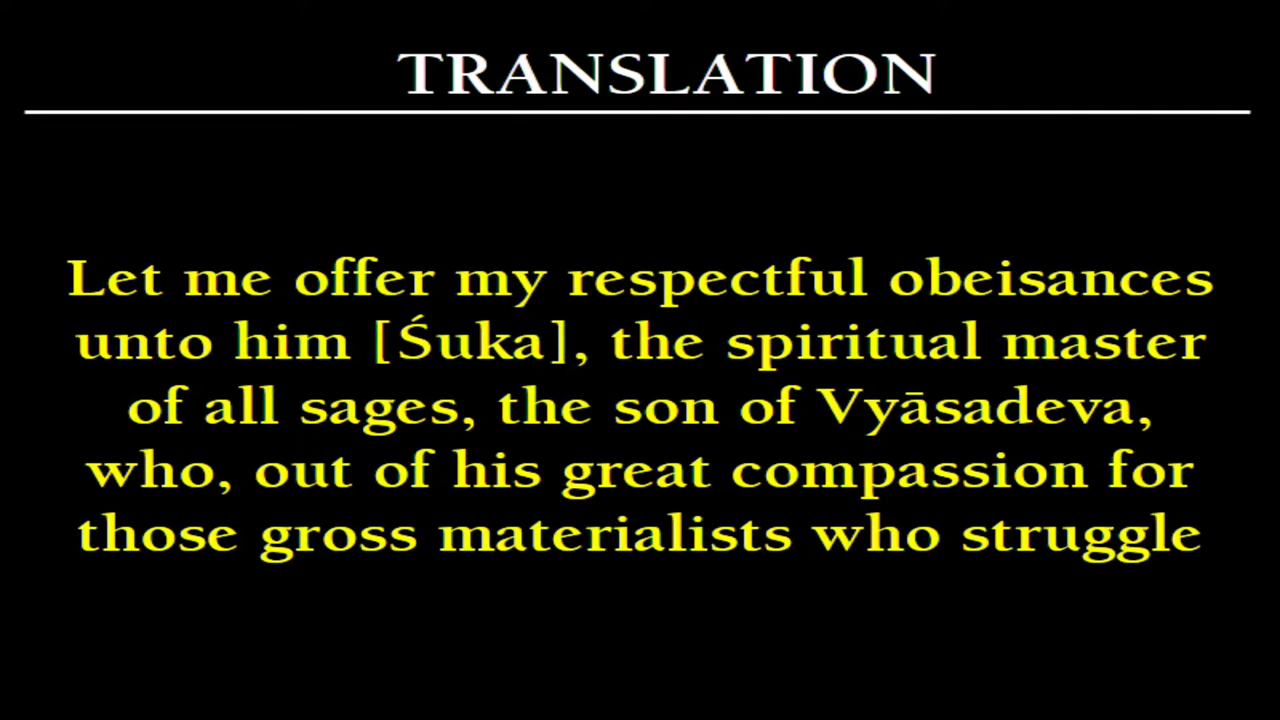 TRANSLATION
Let me offer my respectful obeisances
unto him [Śuka], the spiritual master
of all sages, the son of Vyāsadeva,
who, out of his great compassion for
those gross materialists who struggle